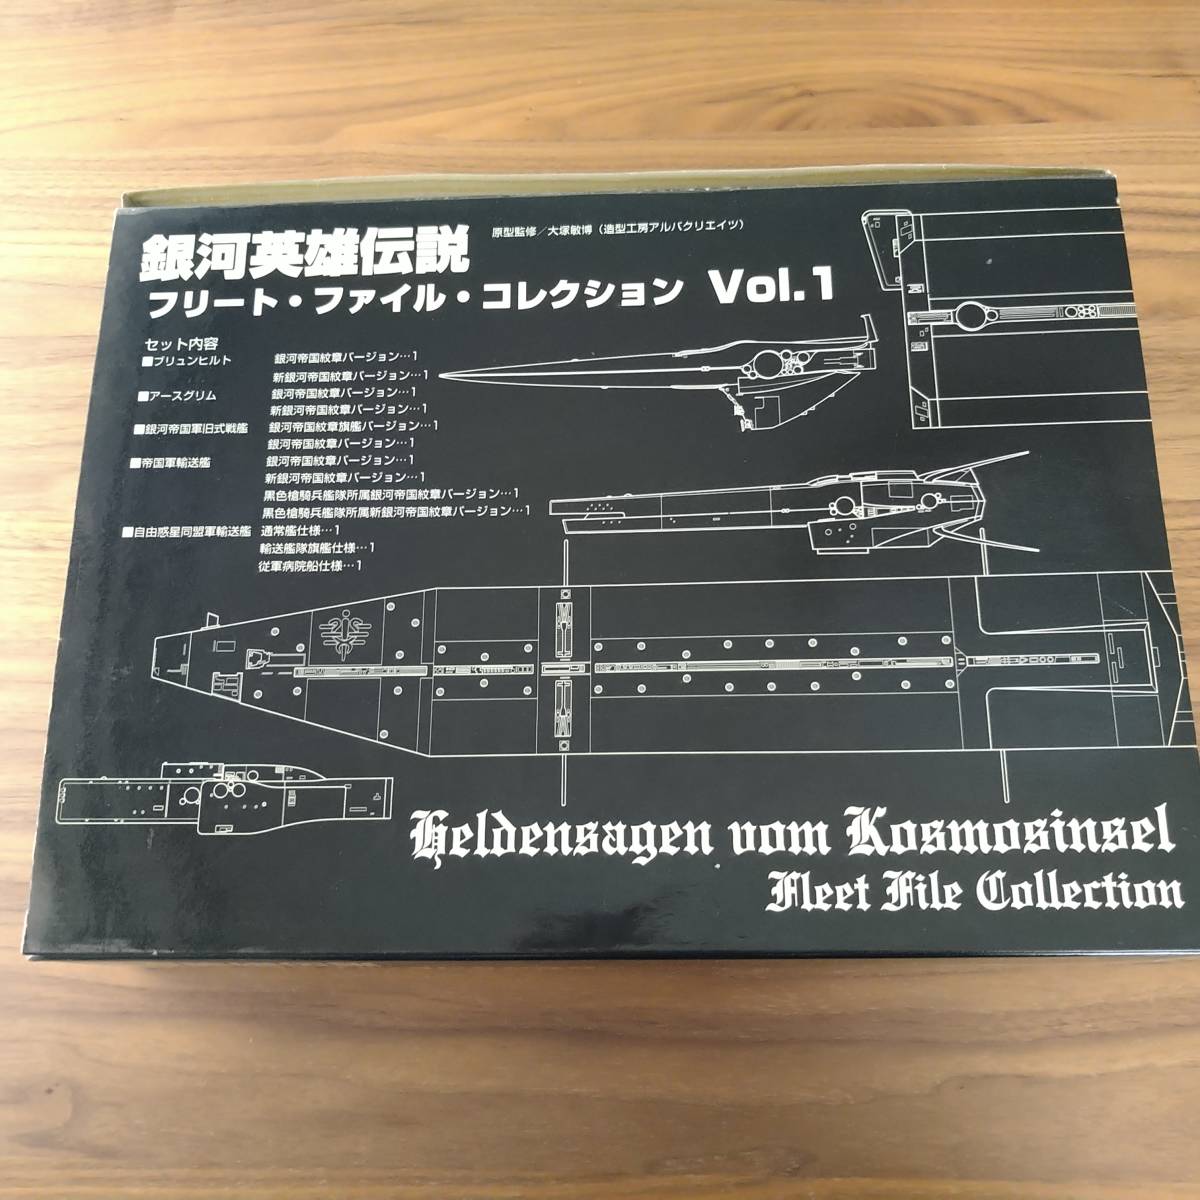 銀河英雄伝説
原型監修／大塚敏博（造型工房アルバクリエイツ）
フリート・ファイル・コレクション Vol.1
セット内容
■ブリュンヒルト 銀河帝国紋章バージョン…1
新銀河帝国紋章バージョン…1
■アースグリム 銀河帝国紋章バージョン…1
新銀河帝国紋章バージョン…1
■銀河帝国軍旧式戦艦 銀河帝国紋章旗艦バージョン…1
銀河帝国紋章バージョン…1
■帝国軍輸送艦 銀河帝国紋章バージョン…1
新銀河帝国紋章バージョン…1
黒色槍騎兵艦隊所属銀河帝国紋章バージョン…1
黒色槍騎兵艦隊所属新銀河帝国紋章バージョン…1
■自由惑星同盟軍輸送艦 通常艦仕様…1
輸送艦隊旗艦仕様…1
従軍病院船仕様…1
Heldensagen vom Kosmosinsel
Fleet File Collection